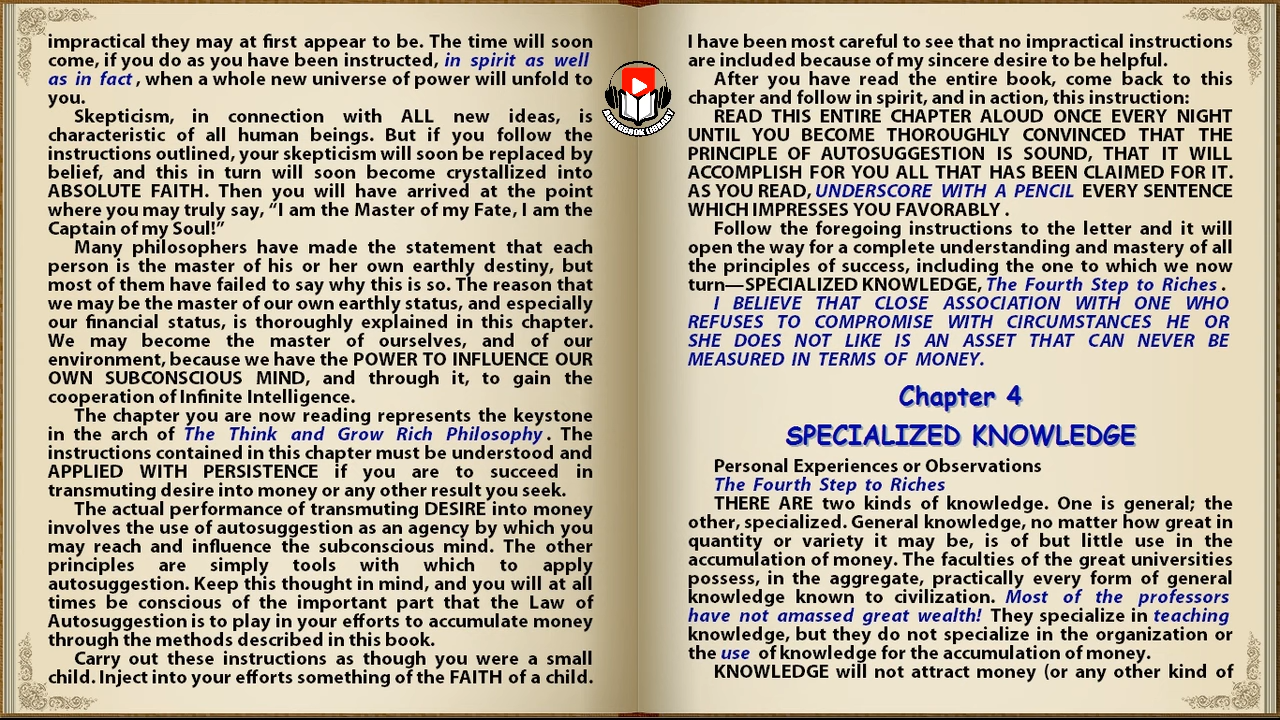 impractical they may at first appear to be. The time will soon
come, if you do as you have been instructed, in spirit as well
as in fact, when a whole new universe of power will unfold to
you.
Skepticism, in connection with ALL new ideas, is
characteristic of all human beings. But if you follow the
instructions outlined, your skepticism will soon be replaced by
belief, and this in turn will soon become crystallized into
ABSOLUTE FAITH. Then you will have arrived at the point
where you may truly say, “I am the Master of my Fate, I am the
Captain of my Soul!”
Many philosophers have made the statement that each
person is the master of his or her own earthly destiny, but
most of them have failed to say why this is so. The reason that
we may be the master of our own earthly status, and especially
our financial status, is thoroughly explained in this chapter.
We may become the master of ourselves, and of our
environment, because we have the POWER TO INFLUENCE OUR
OWN SUBCONSCIOUS MIND, and through it, to gain the
cooperation of Infinite Intelligence.
The chapter you are now reading represents the keystone
in the arch of The Think and Grow Rich Philosophy. The
instructions contained in this chapter must be understood and
APPLIED WITH PERSISTENCE if you are to succeed in
transmuting desire into money or any other result you seek.
The actual performance of transmuting DESIRE into money
involves the use of autosuggestion as an agency by which you
may reach and influence the subconscious mind. The other
principles are simply tools with which to apply
autosuggestion. Keep this thought in mind, and you will at all
times be conscious of the important part that the Law of
Autosuggestion is to play in your efforts to accumulate money
through the methods described in this book.
Carry out these instructions as though you were a small
child. Inject into your efforts something of the FAITH of a child.
AUDIOBOOK LIBRARY
I have been most careful to see that no impractical instructions
are included because of my sincere desire to be helpful.
After you have read the entire book, come back to this
chapter and follow in spirit, and in action, this instruction:
READ THIS ENTIRE CHAPTER ALOUD ONCE EVERY NIGHT
UNTIL YOU BECOME THOROUGHLY CONVINCED THAT THE
PRINCIPLE OF AUTOSUGGESTION IS SOUND, THAT IT WILL
ACCOMPLISH FOR YOU ALL THAT HAS BEEN CLAIMED FOR IT.
AS YOU READ, UNDERSCORE WITH A PENCIL EVERY SENTENCE
WHICH IMPRESSES YOU FAVORABLY .
Follow the foregoing instructions to the letter and it will
open the way for a complete understanding and mastery of all
the principles of success, including the one to which we now
turn—SPECIALIZED KNOWLEDGE, The Fourth Step to Riches .
I BELIEVE THAT CLOSE ASSOCIATION WITH ONE WHO
REFUSES TO COMPROMISE WITH CIRCUMSTANCES HE OR
SHE DOES NOT LIKE IS AN ASSET THAT CAN NEVER BE
MEASURED IN TERMS OF MONEY.
Chapter 4
SPECIALIZED KNOWLEDGE
Personal Experiences or Observations
The Fourth Step to Riches
THERE ARE two kinds of knowledge. One is general; the
other, specialized. General knowledge, no matter how great in
quantity or variety it may be, is of but little use in the
accumulation of money. The faculties of the great universities
possess, in the aggregate, practically every form of general
knowledge known to civilization. Most of the professors
have not amassed great wealth! They specialize in teaching
knowledge, but they do not specialize in the organization or
the use of knowledge for the accumulation of money.
KNOWLEDGE will not attract money (or any other kind of